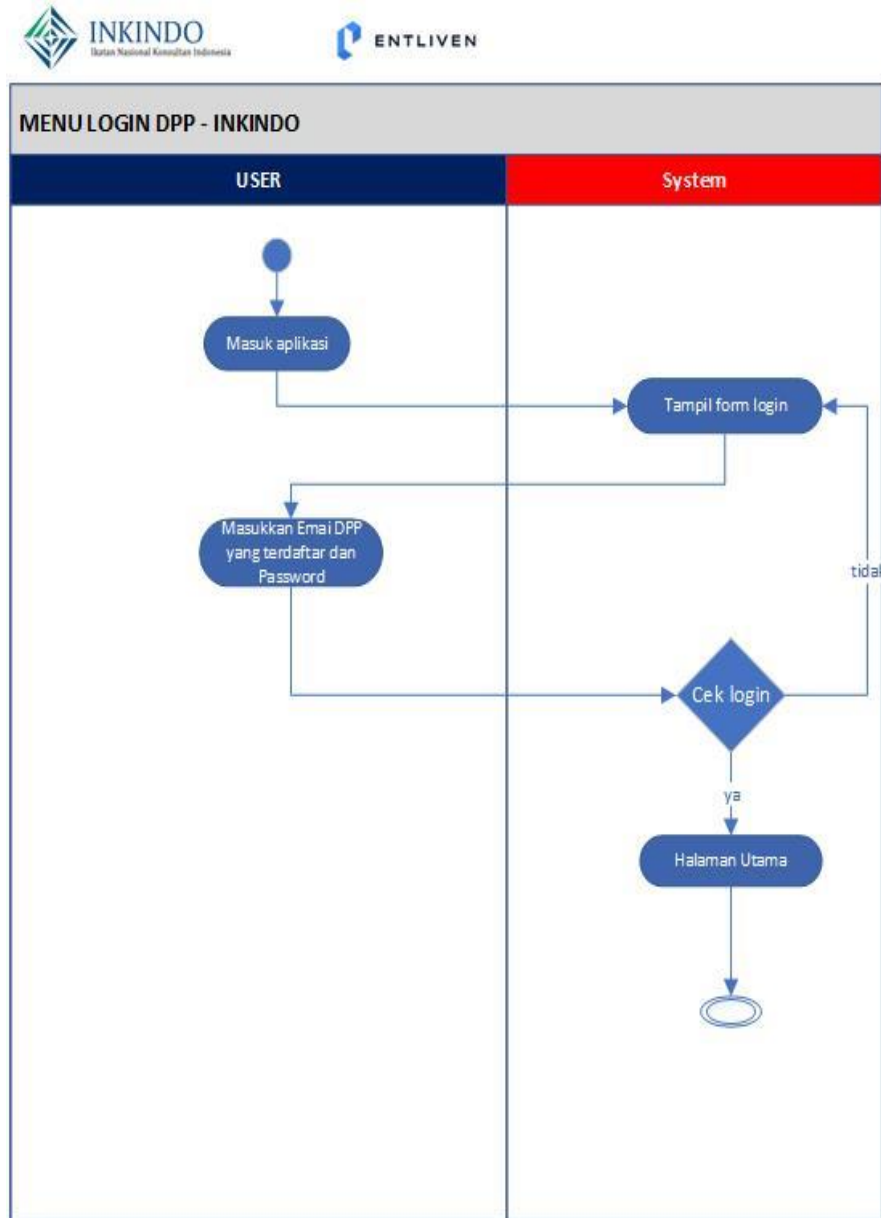 INKINDO
Ikatan Nasional Konsultan Indonesia
ENTLIVEN
MENU LOGIN DPP - INKINDO
USER
System
Masuk aplikasi
Tampil form login
Masukkan Emai DPP
yang terdaftar dan
Password
tidak
Cek login
ya
Halaman Utama